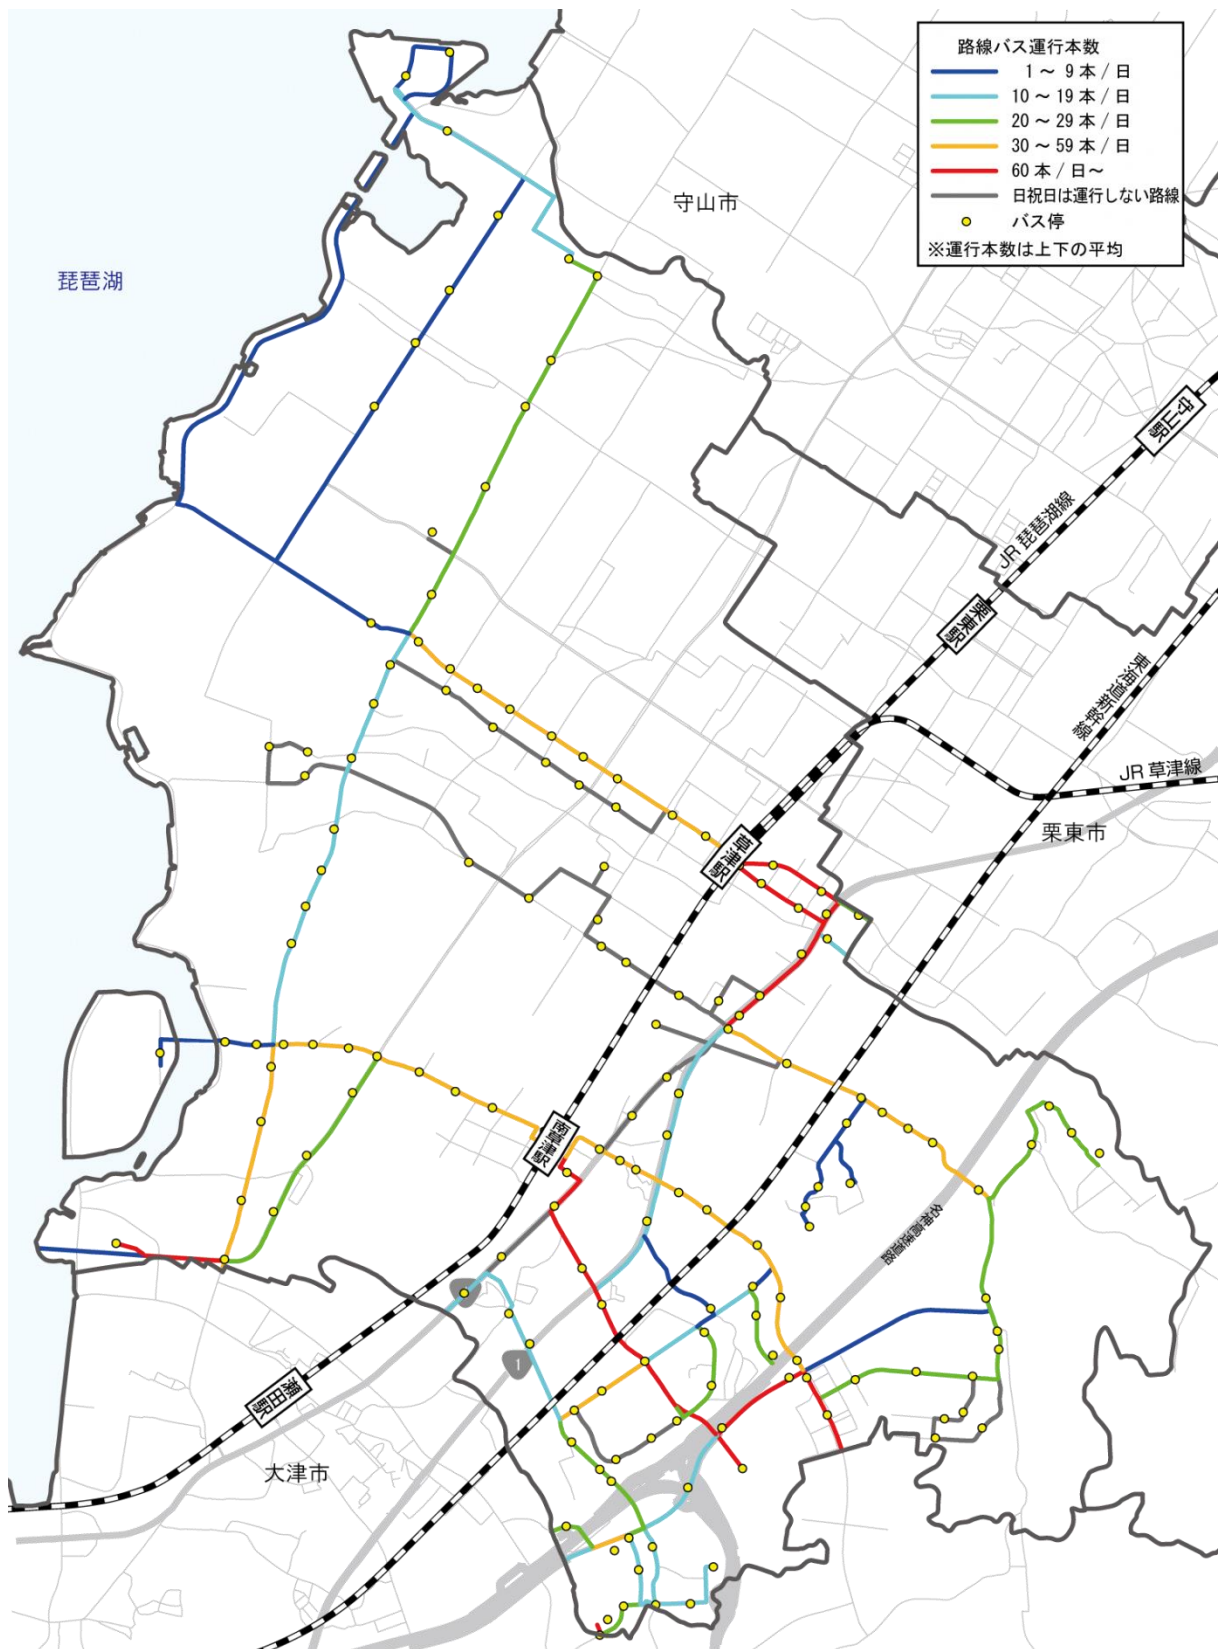 路線バス運行本数
1 ～ 9 本 / 日
10 ～ 19 本 / 日
20 ～ 29 本 / 日
30 ～ 59 本 / 日
60 本 / 日～
日祝日は運行しない路線
バス停
※運行本数は上下の平均
守山市
琵琶湖
守山駅
JR 琵琶湖線
栗東駅
東海道新幹線
JR 草津線
栗東市
草津駅
南草津駅
名神高速道路
1
瀬田駅
大津市